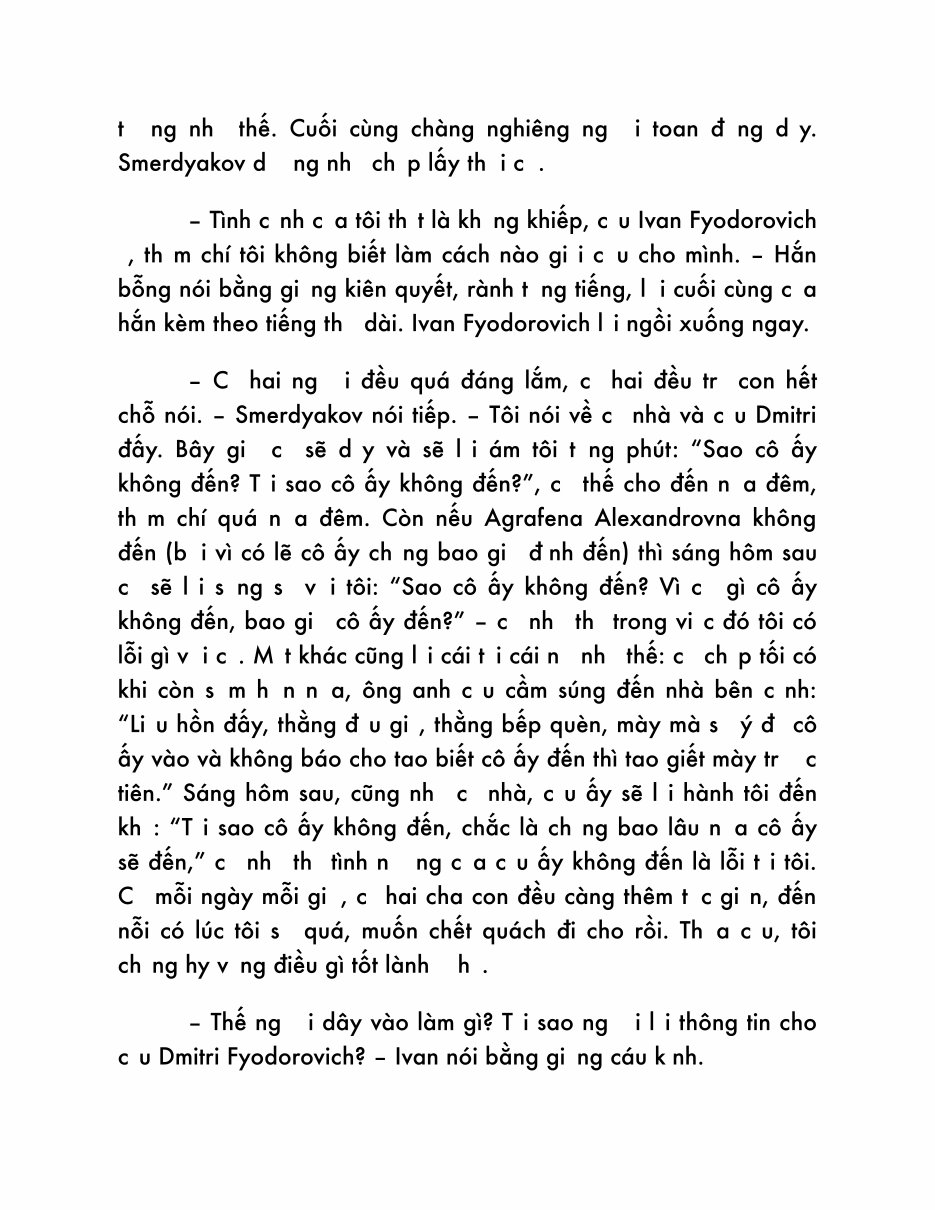 t ng nh thế. Cuối cùng chàng nghiêng ng i toan đ ng d y.
Smerdyakov d ng nh ch p lấy th i c .
– Tình c nh c a tôi th t là kh ng khiếp, c u Ivan Fyodorovich
, th m chí tôi không biết làm cách nào gi i c u cho mình. – Hắn
bỗng nói bằng gi ng kiên quyết, rành t ng tiếng, l i cuối cùng c a
hắn kèm theo tiếng th dài. Ivan Fyodorovich l i ngồi xuống ngay.
– C hai ng i đều quá đáng lắm, c hai đều tr con hết
chỗ nói. – Smerdyakov nói tiếp. – Tôi nói về c nhà và c u Dmitri
đấy. Bây gi c sẽ d y và sẽ l i ám tôi t ng phút: “Sao cô ấy
không đến? T i sao cô ấy không đến?”, c thế cho đến n a đêm,
th m chí quá n a đêm. Còn nếu Agrafena Alexandrovna không
đến (b i vì có lẽ cô ấy ch ng bao gi đ nh đến) thì sáng hôm sau
c sẽ l i s ng s v i tôi: “Sao cô ấy không đến? Vì c gì cô ấy
không đến, bao gi cô ấy đến?” – c nh th trong vi c đó tôi có
lỗi gì v i c . M t khác cũng l i cái t i cái n nh thế: c ch p tối có
khi còn s m h n n a, ông anh c u cầm súng đến nhà bên c nh:
“Li u hồn đấy, thằng đ u gi , thằng bếp quèn, mày mà s ý đ cô
ấy vào và không báo cho tao biết cô ấy đến thì tao giết mày tr c
tiên.” Sáng hôm sau, cũng nh c nhà, c u ấy sẽ l i hành tôi đến
kh : “T i sao cô ấy không đến, chắc là ch ng bao lâu n a cô ấy
sẽ đến,” c nh th tình n ng c a c u ấy không đến là lỗi t i tôi.
C mỗi ngày mỗi gi , c hai cha con đều càng thêm t c gi n, đến
nỗi có lúc tôi s quá, muốn chết quách đi cho rồi. Th a c u, tôi
ch ng hy v ng điều gì tốt lành h .
– Thế ng i dây vào làm gì? T i sao ng i l i thông tin cho
c u Dmitri Fyodorovich? – Ivan nói bằng gi ng cáu k nh.